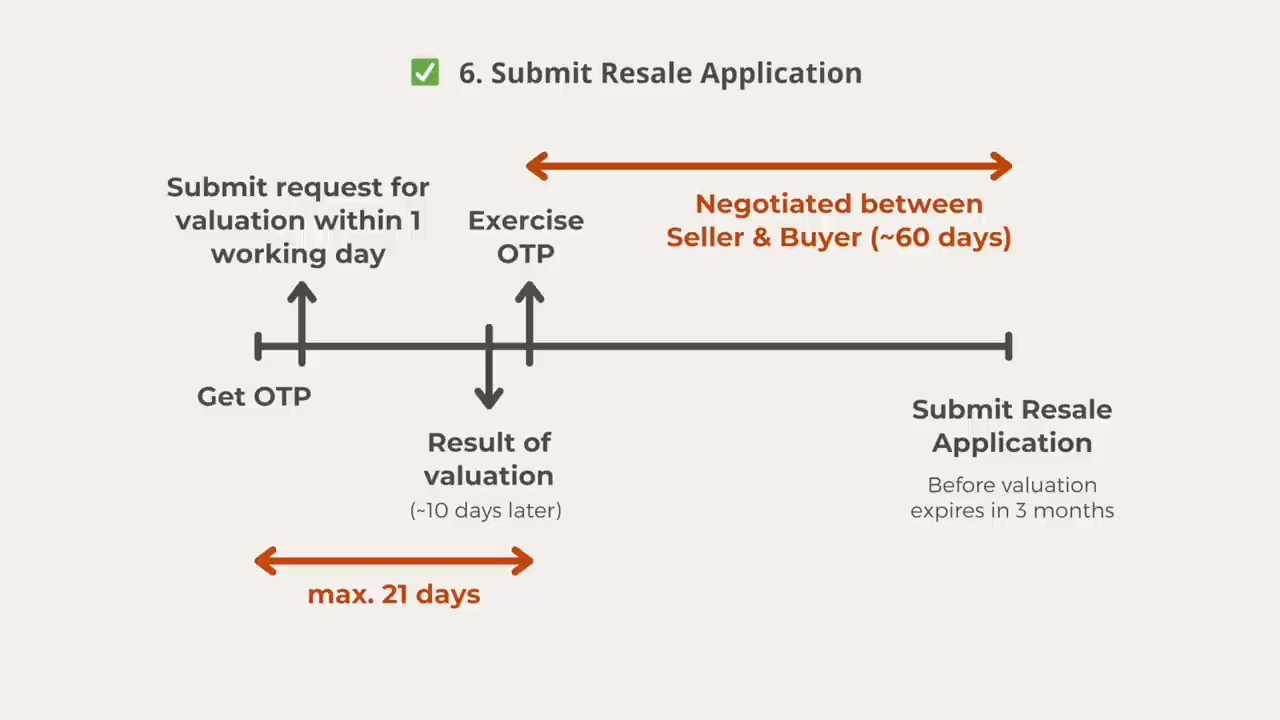 ✅ 6. Submit Resale Application
Submit request for
valuation within 1
working day
Exercise
OTP
Negotiated between
Seller & Buyer (~60 days)
Get OTP
Result of
valuation
(~10 days later)
Submit Resale
Application
Before valuation
expires in 3 months
max. 21 days